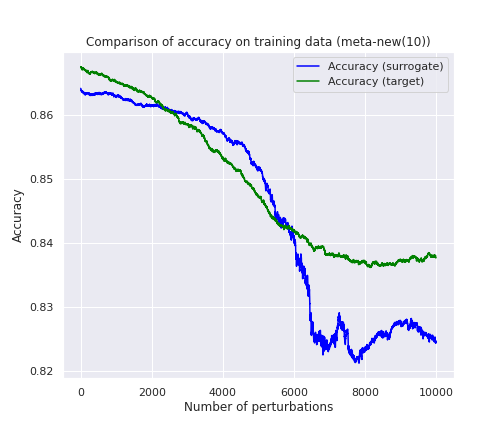 Comparison of accuracy on training data (meta-new(10))
Accuracy (surrogate)
Accuracy (target)
0.86
0.85
0.84
0.83
0.82
Accuracy
0 2000 4000 6000 8000 10000
Number of perturbations